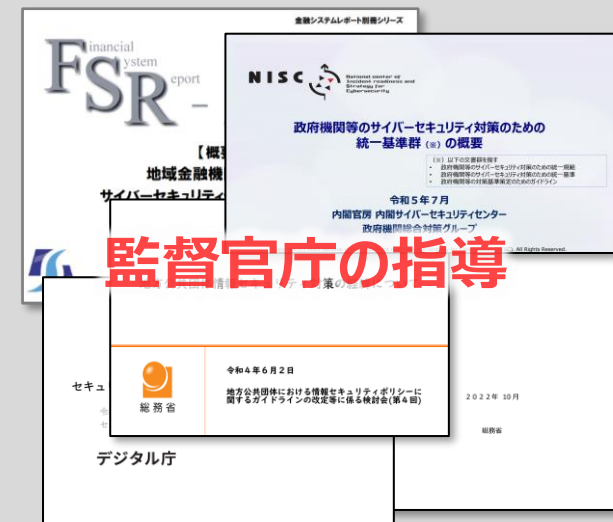 金融システムレポート別冊シリーズ
Financial
System
Report
【概
地域金融機
サイバーセキュリティ
NISC
National center of
Incident readiness and
Strategy for
Cybersecurity
政府機関等のサイバーセキュリティ対策のための
統一基準群(※)の概要
(※)以下の文書群を指す
・ 政府機関等のサイバーセキュリティ対策のための統一規範
・ 政府機関等のサイバーセキュリティ対策のための統一基準
・ 政府機関等の対策基準策定のためのガイドライン
令和5年7月
内閣官房 内閣サイバーセキュリティセンター
政府機関総合対策グループ
All Rights Reserved.
監督官庁の指導
総務省
令和4年6月2日
地方公共団体における情報セキュリティポリシーに
関するガイドラインの改定等に係る検討会(第4回)
セキュ
デジタル庁
2022年 10月
総務省